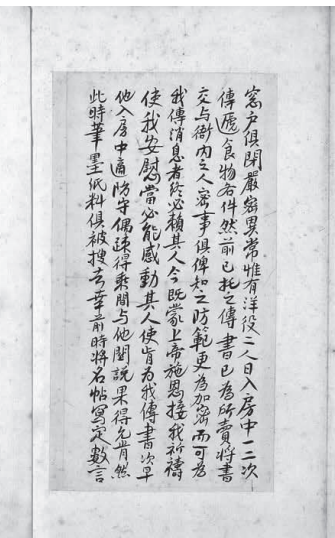 窓户俱閉嚴密異常惟有洋役二人日入房中一二次
傳遞食物各件然前已托之傳書已為所賣將書
交与衙内之人密事俱俾知之防範更為加密而可為
我傳消息者終必賴其人今既蒙上帝施恩接我祈禱
使我安慰當必能感動其人使肯為我傳書次早
他入房中適防守偶疎得乘間与他關說果得允肯然
此時筆墨紙料俱被搜去幸前時將名帖寫定數言